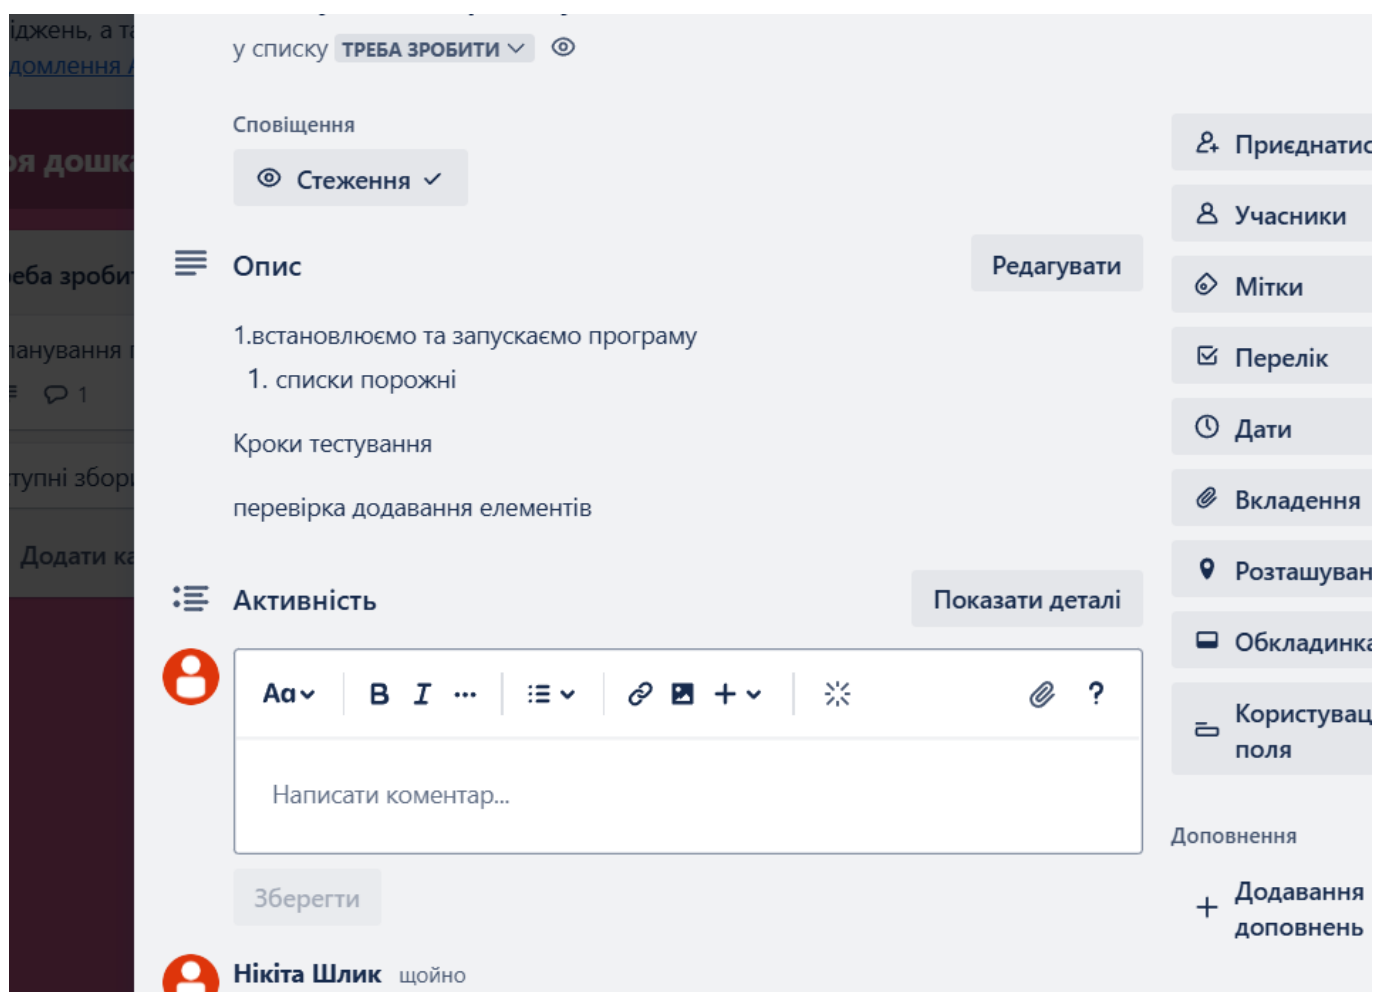 у списку ТРЕБА ЗРОБИТИ
Сповіщення
Стеження
Опис
Редагувати
1.встановлюємо та запускаємо програму
1. списки порожні
Кроки тестування
перевірка додавання елементів
Активність
Показати деталі
Aa B I ... + ?
Написати коментар...
Зберегти
Нікіта Шлик щойно
Учасники
Мітки
Перелік
Дати
Вкладення
поля
Доповнення
+ Додавання
доповнень
1